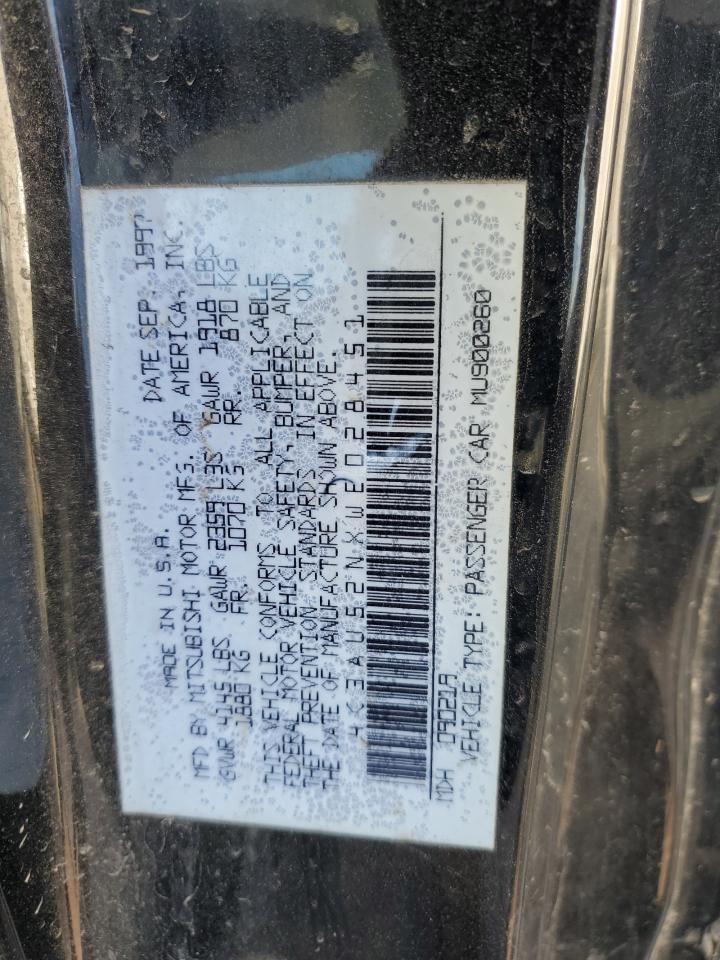 MADE IN U.S.A. DATE SEP. 1997
MFD BY MITSUBISHI MOTOR MFG. OF AMERICA, INC.
GVWR 4145 LBS GAWR 2359 LBS GAWR 1918 LBS
1880 KG FR. 1070 KG RR. 870 KG
THIS VEHICLE CONFORMS TO ALL APPLICABLE
FEDERAL MOTOR VEHICLE SAFETY, BUMPER, AND
THEFT PREVENTION STANDARDS IN EFFECT ON
THE DATE OF MANUFACTURE SHOWN ABOVE.
4C3AU52NXWE028451
MDH 09021A
VEHICLE TYPE: PASSENGER CAR MU900260